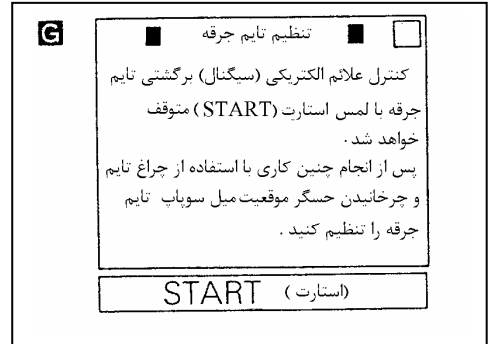 G
تنظیم تایم جرقه
کنترل علائم الکتریکی (سیگنال) برگشتی تایم
جرقه با لمس استارت (START) متوقف
خواهد شد.
پس از انجام چنین کاری با استفاده از چراغ تایم
و چرخانیدن حسگر موقعیت میل سوپاپ تایم
جرقه را تنظیم کنید .
START (استارت)